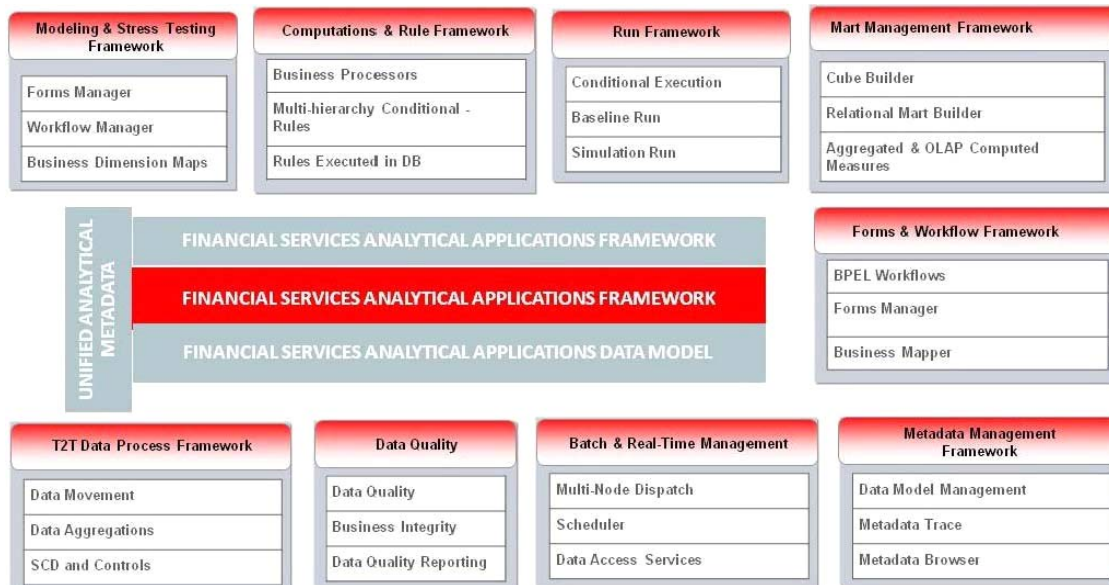 Modeling & Stress Testing
Framework
Forms Manager
Workflow Manager
Business Dimension Maps
Computations & Rule Framework
Business Processors
Multi-hierarchy Conditional -
Rules
Rules Executed in DB
Run Framework
Conditional Execution
Baseline Run
Simulation Run
Mart Management Framework
Cube Builder
Relational Mart Builder
Aggregated & OLAP Computed
Measures
UNIFIED ANALYTICAL
METADATA
FINANCIAL SERVICES ANALYTICAL APPLICATIONS FRAMEWORK
FINANCIAL SERVICES ANALYTICAL APPLICATIONS FRAMEWORK
FINANCIAL SERVICES ANALYTICAL APPLICATIONS DATA MODEL
Forms & Workflow Framework
BPEL Workflows
Forms Manager
Business Mapper
T2T Data Process Framework
Data Movement
Data Aggregations
SCD and Controls
Data Quality
Data Quality
Business Integrity
Data Quality Reporting
Batch & Real-Time Management
Multi-Node Dispatch
Scheduler
Data Access Services
Metadata Management
Framework
Data Model Management
Metadata Trace
Metadata Browser